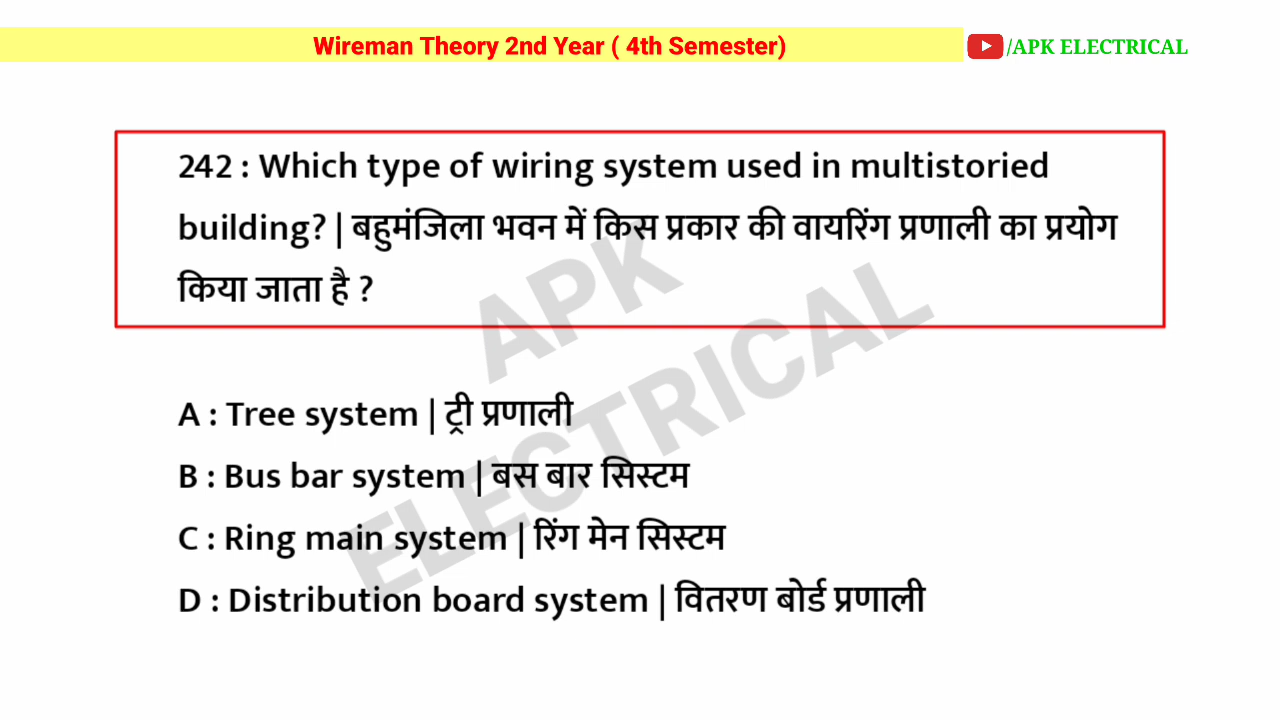 Wireman Theory 2nd Year ( 4th Semester)
/APK ELECTRICAL
242 : Which type of wiring system used in multistoried
building? | बहुमंजिला भवन में किस प्रकार की वायरिंग प्रणाली का प्रयोग
किया जाता है ?
APK
ELECTRICAL
A : Tree system | ट्री प्रणाली
B : Bus bar system | बस बार सिस्टम
C : Ring main system | रिंग मेन सिस्टम
D : Distribution board system | वितरण बोर्ड प्रणाली